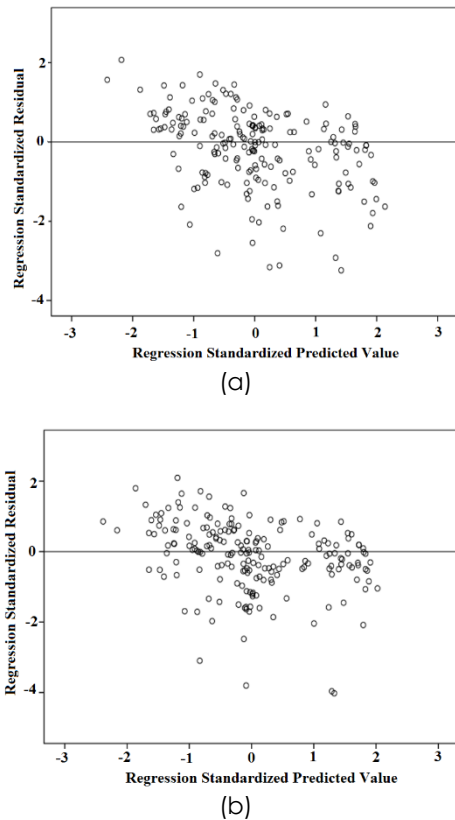 Regression Standardized Residual
2
0
-2
-4
-3 -2 -1 0 1 2 3
Regression Standardized Predicted Value
(a)
Regression Standardized Residual
2
0
-2
-4
-3 -2 -1 0 1 2 3
Regression Standardized Predicted Value
(b)